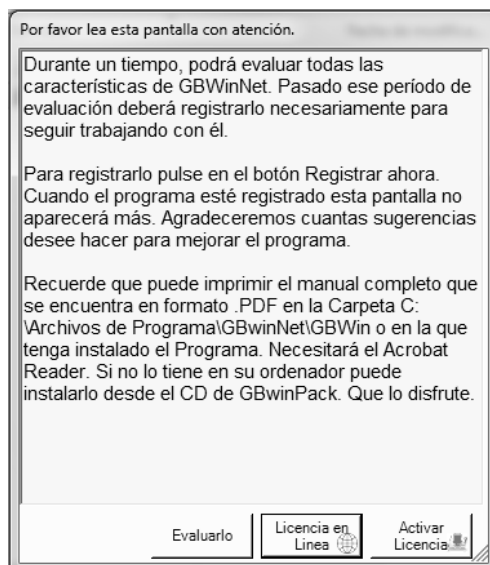 Por favor lea esta pantalla con atención.
Durante un tiempo, podrá evaluar todas las
características de GBWinNet. Pasado ese período de
evaluación deberá registrarlo necesariamente para
seguir trabajando con él.
Para registrarlo pulse en el botón Registrar ahora.
Cuando el programa esté registrado esta pantalla no
aparecerá más. Agradeceremos cuantas sugerencias
desee hacer para mejorar el programa.
Recuerde que puede imprimir el manual completo que
se encuentra en formato .PDF en la Carpeta C:
\Archivos de Programa\GBwinNet\GBWin o en la que
tenga instalado el Programa. Necesitará el Acrobat
Reader. Si no lo tiene en su ordenador puede
instalarlo desde el CD de GBwinPack. Que lo disfrute.
Evaluarlo
Licencia en
Linea
Activar
Licencia